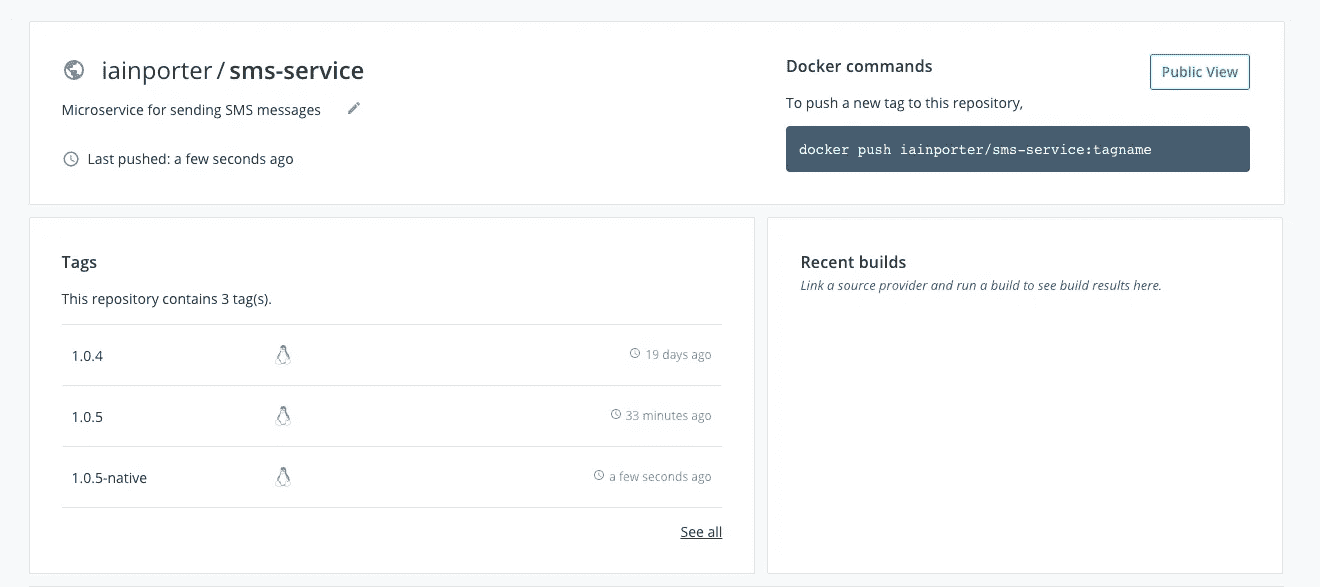 iainporter / sms-service
Microservice for sending SMS messages
Last pushed: a few seconds ago
Docker commands
Public View
To push a new tag to this repository,
docker push iainporter/sms-service:tagname
Tags
This repository contains 3 tag(s).
1.0.4 19 days ago
1.0.5 33 minutes ago
1.0.5-native a few seconds ago
See all
Recent builds
Link a source provider and run a build to see build results here.